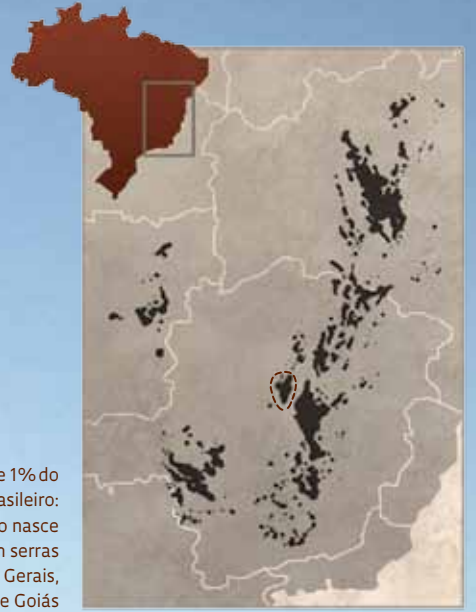 e 1% do
asileiro:
o nasce
n serras
Gerais,
e Goiás